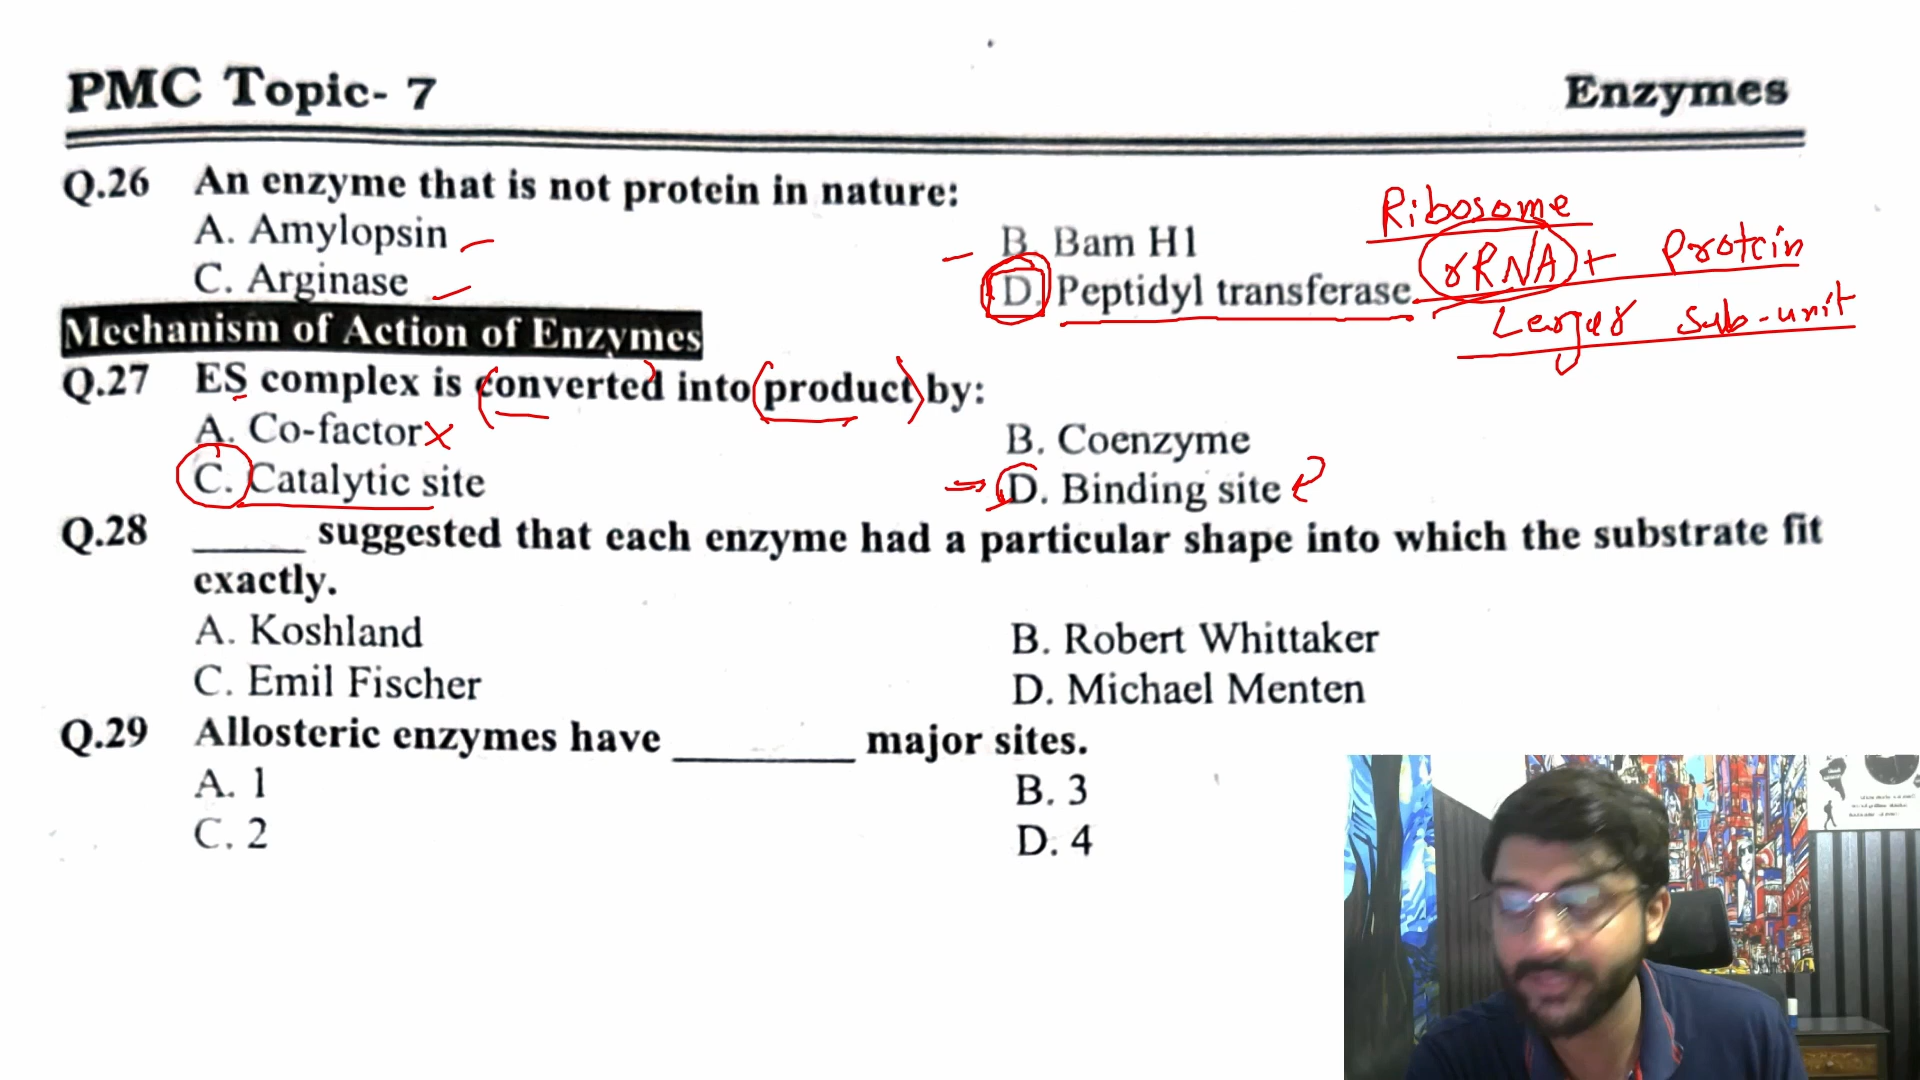 PMC Topic- 7 Enzymes
Q.26 An enzyme that is not protein in nature:
A. Amylopsin
B. Bam H1
C. Arginase
D. Peptidyl transferase
Ribosome
rRNA + Protein
Larger Sub-unit
Mechanism of Action of Enzymes
Q.27 ES complex is converted into product by:
A. Co-factor
B. Coenzyme
C. Catalytic site
D. Binding site
Q.28 _____ suggested that each enzyme had a particular shape into which the substrate fit
exactly.
A. Koshland
B. Robert Whittaker
C. Emil Fischer
D. Michael Menten
Q.29 Allosteric enzymes have ________ major sites.
A. 1
B. 3
C. 2
D. 4